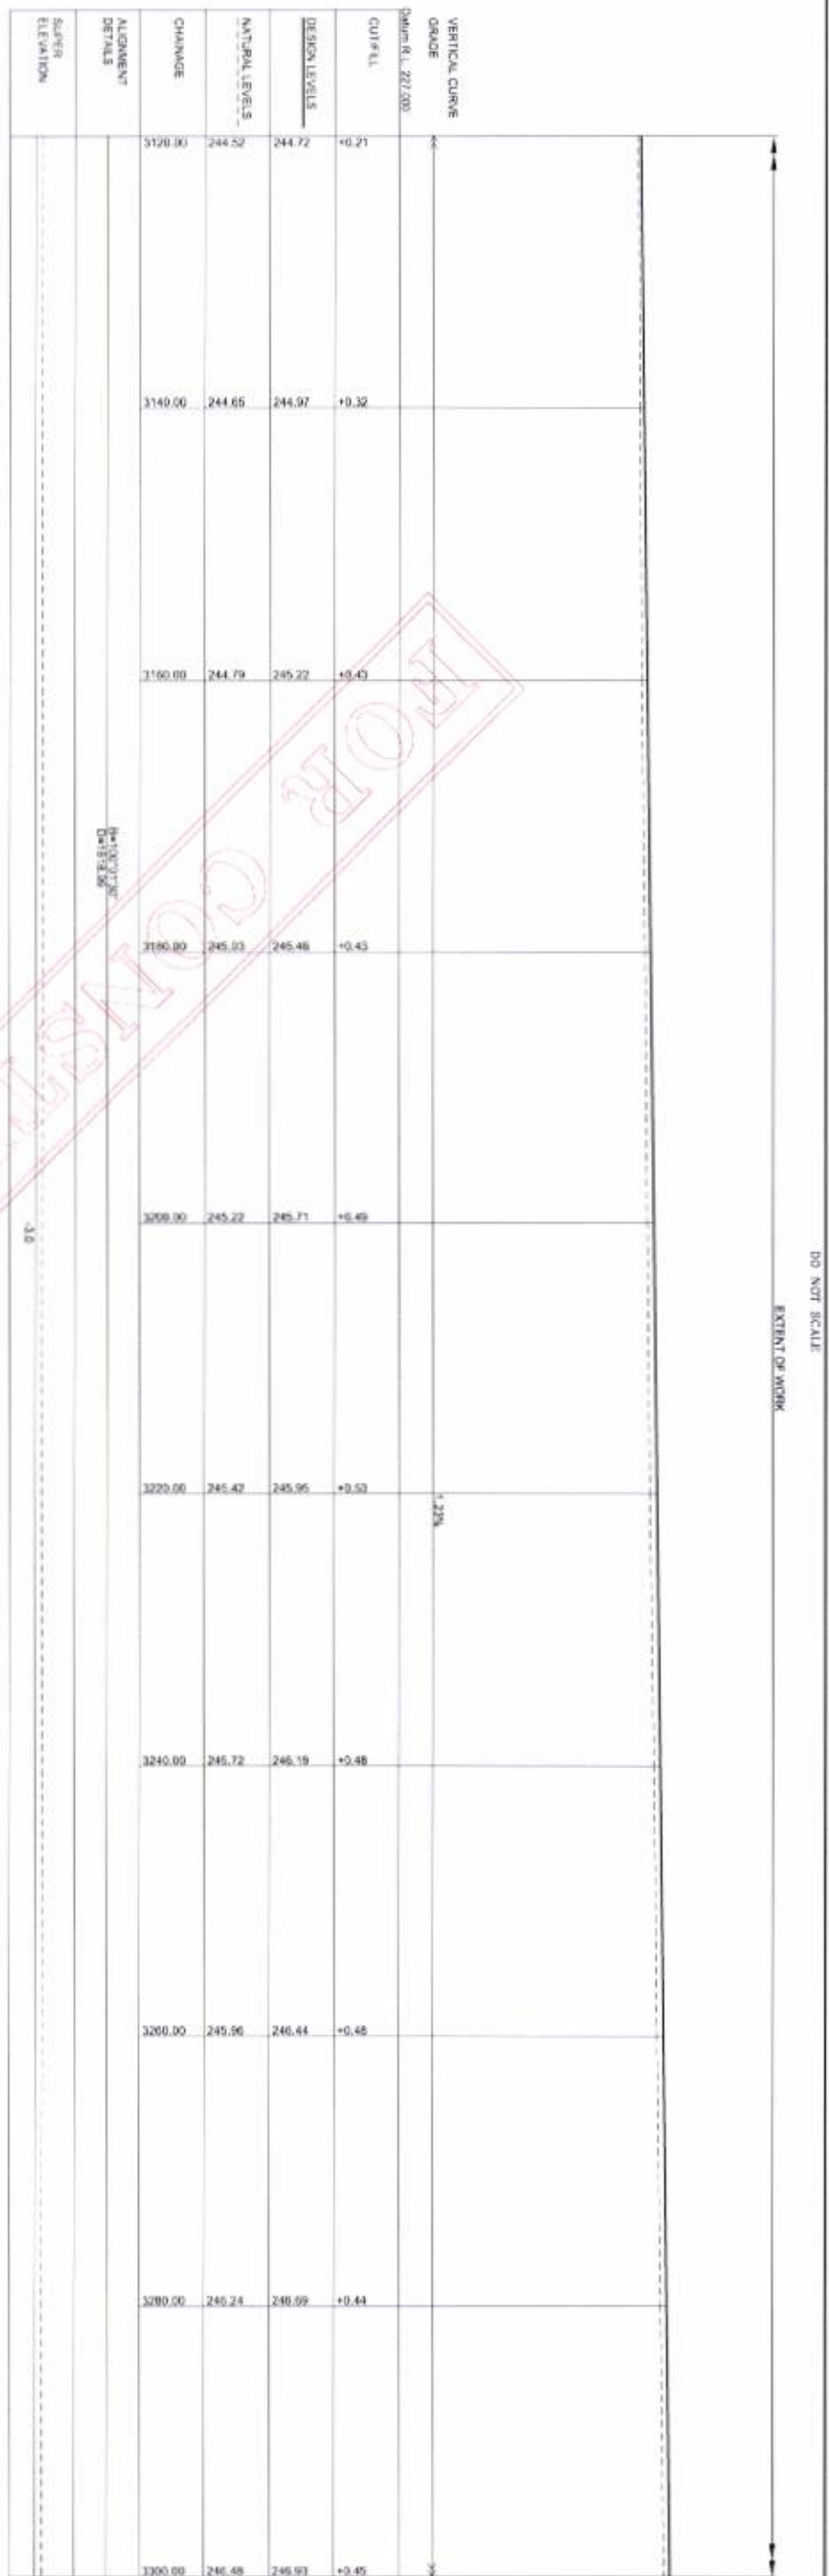 DO NOT SCALE
EXTENT OF WORK
VERTICAL CURVE
GRADE
1.23%
Datum R.L. 227.000
CUT/FILL +0.21 +0.32 +0.43 +0.43 +0.49 +0.53 +0.48 +0.48 +0.44 +0.45
DESIGN LEVELS 244.72 244.97 245.22 245.46 245.71 245.95 246.19 246.44 246.69 246.93
NATURAL LEVELS 244.52 244.65 244.79 245.03 245.22 245.42 245.72 245.96 246.24 246.48
CHAINAGE 3120.00 3140.00 3160.00 3180.00 3200.00 3220.00 3240.00 3260.00 3280.00 3300.00
ALIGNMENT
DETAILS
SUPER
ELEVATION
-3.0
FOR CONST